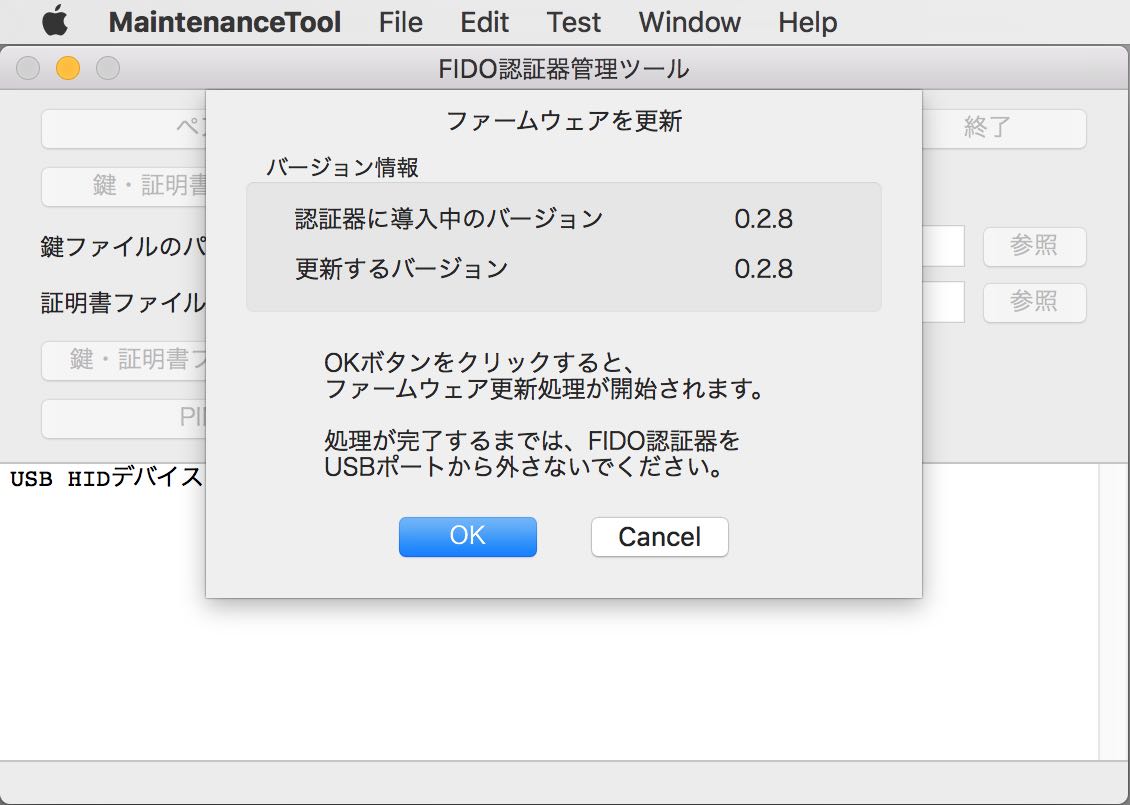 MaintenanceTool File Edit Test Window Help
FIDO認証器管理ツール
ファームウェアを更新
終了
バージョン情報
鍵・証明書
認証器に導入中のバージョン 0.2.8
鍵ファイルのパ
参照
更新するバージョン 0.2.8
証明書ファイル
参照
鍵・証明書フ
OKボタンをクリックすると、
ファームウェア更新処理が開始されます。
処理が完了するまでは、FIDO認証器を
USBポートから外さないでください。
USB HIDデバイス
OK Cancel